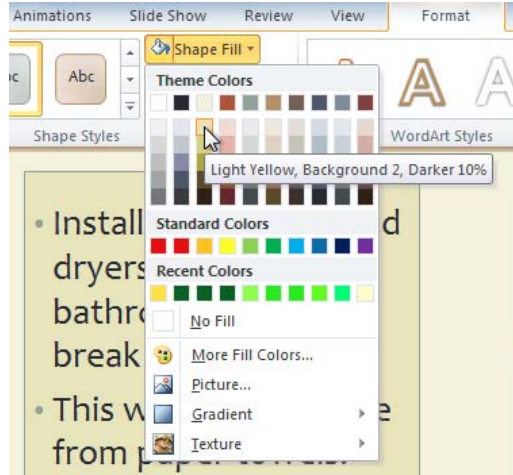 Animations Slide Show Review View Format
Shape Fill
Abc
Theme Colors
Shape Styles
WordArt Styles
Light Yellow, Background 2, Darker 10%
Standard Colors
Recent Colors
No Fill
More Fill Colors...
Picture...
Gradient
Texture
• Install d
dryers
bathr
break
• This w e
from